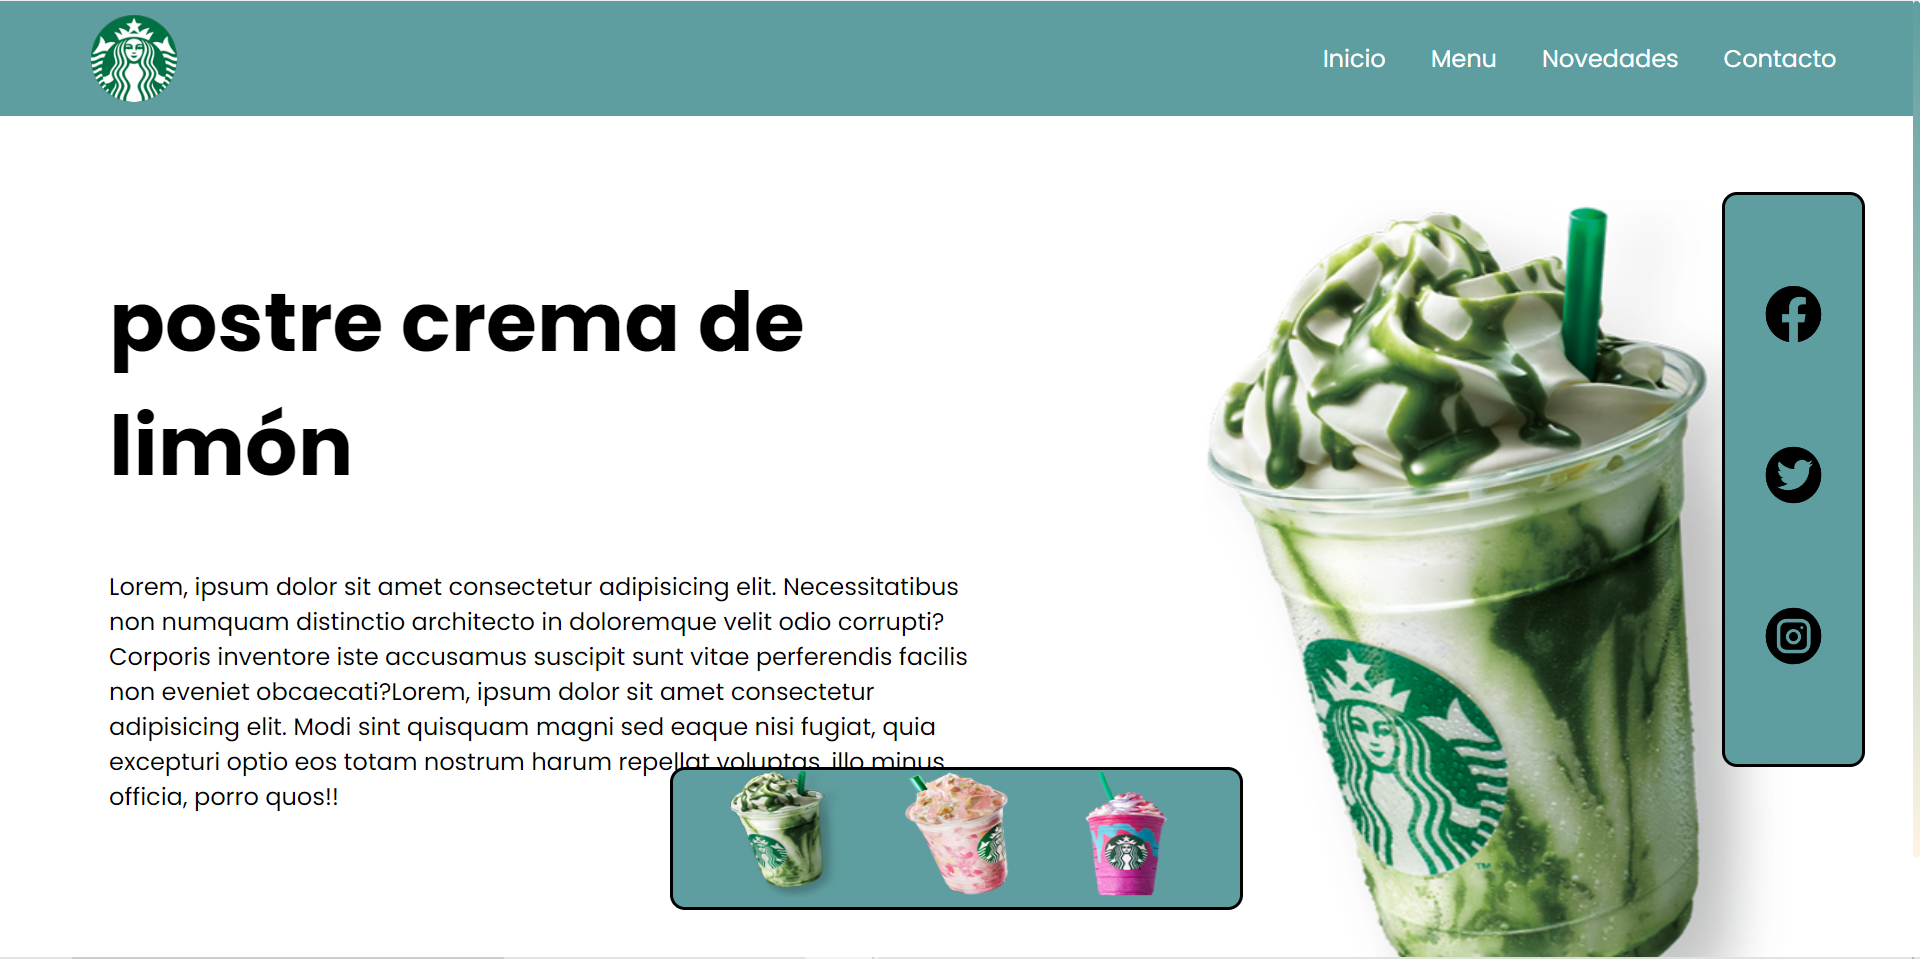 Inicio Menu Novedades Contacto
postre crema de
limón
Lorem, ipsum dolor sit amet consectetur adipisicing elit. Necessitatibus
non numquam distinctio architecto in doloremque velit odio corrupti?
Corporis inventore iste accusamus suscipit sunt vitae perferendis facilis
non eveniet obcaecati?Lorem, ipsum dolor sit amet consectetur
adipisicing elit. Modi sint quisquam magni sed eaque nisi fugiat, quia
excepturi optio eos totam nostrum harum repellat voluptas, illo minus
officia, porro quos!!
TM